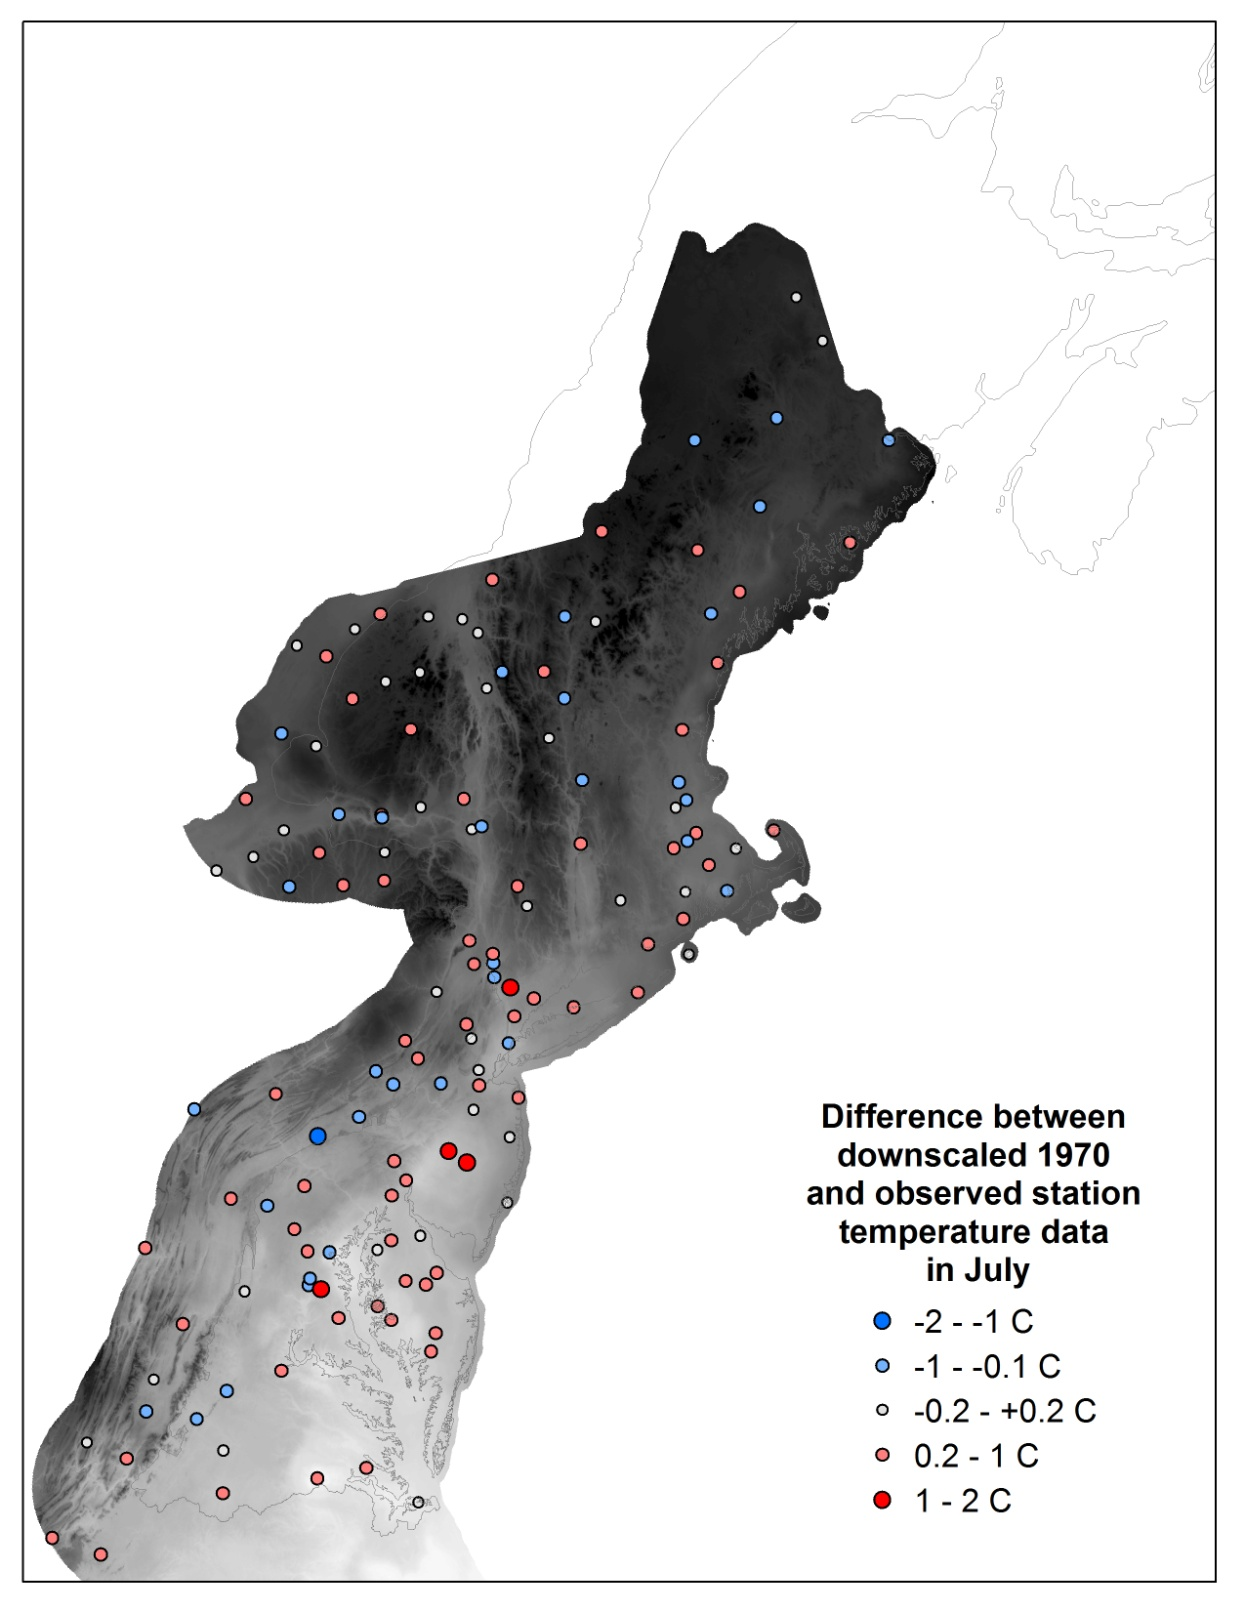 Difference between
downscaled 1970
and observed station
temperature data
in July
-2 - -1 C
-1 - -0.1 C
-0.2 - +0.2 C
0.2 - 1 C
1 - 2 C